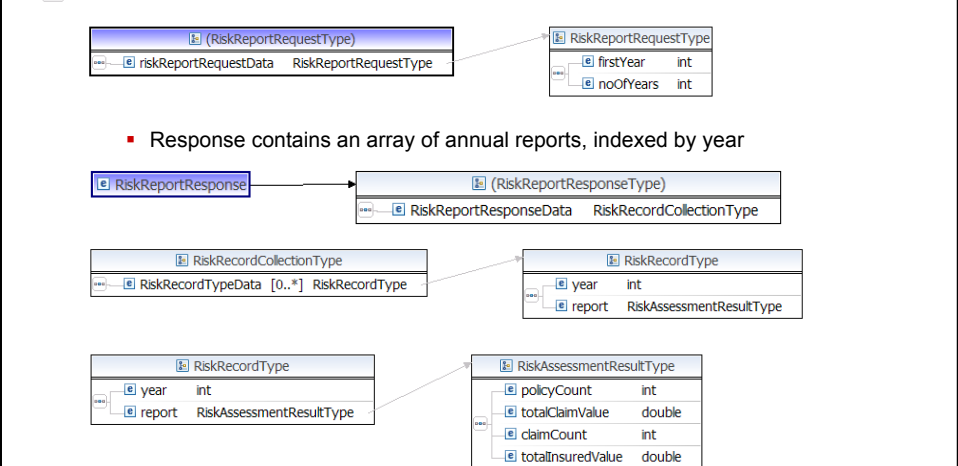 (RiskReportRequestType)
riskReportRequestData RiskReportRequestType
RiskReportRequestType
e firstYear int
e noOfYears int
Response contains an array of annual reports, indexed by year
e RiskReportResponse
(RiskReportResponseType)
e RiskReportResponseData RiskRecordCollectionType
RiskRecordCollectionType
e RiskRecordTypeData [0..*] RiskRecordType
RiskRecordType
e year int
e report RiskAssessmentResultType
RiskRecordType
e year int
e report RiskAssessmentResultType
RiskAssessmentResultType
e policyCount int
e totalClaimValue double
e claimCount int
e totalInsuredValue double